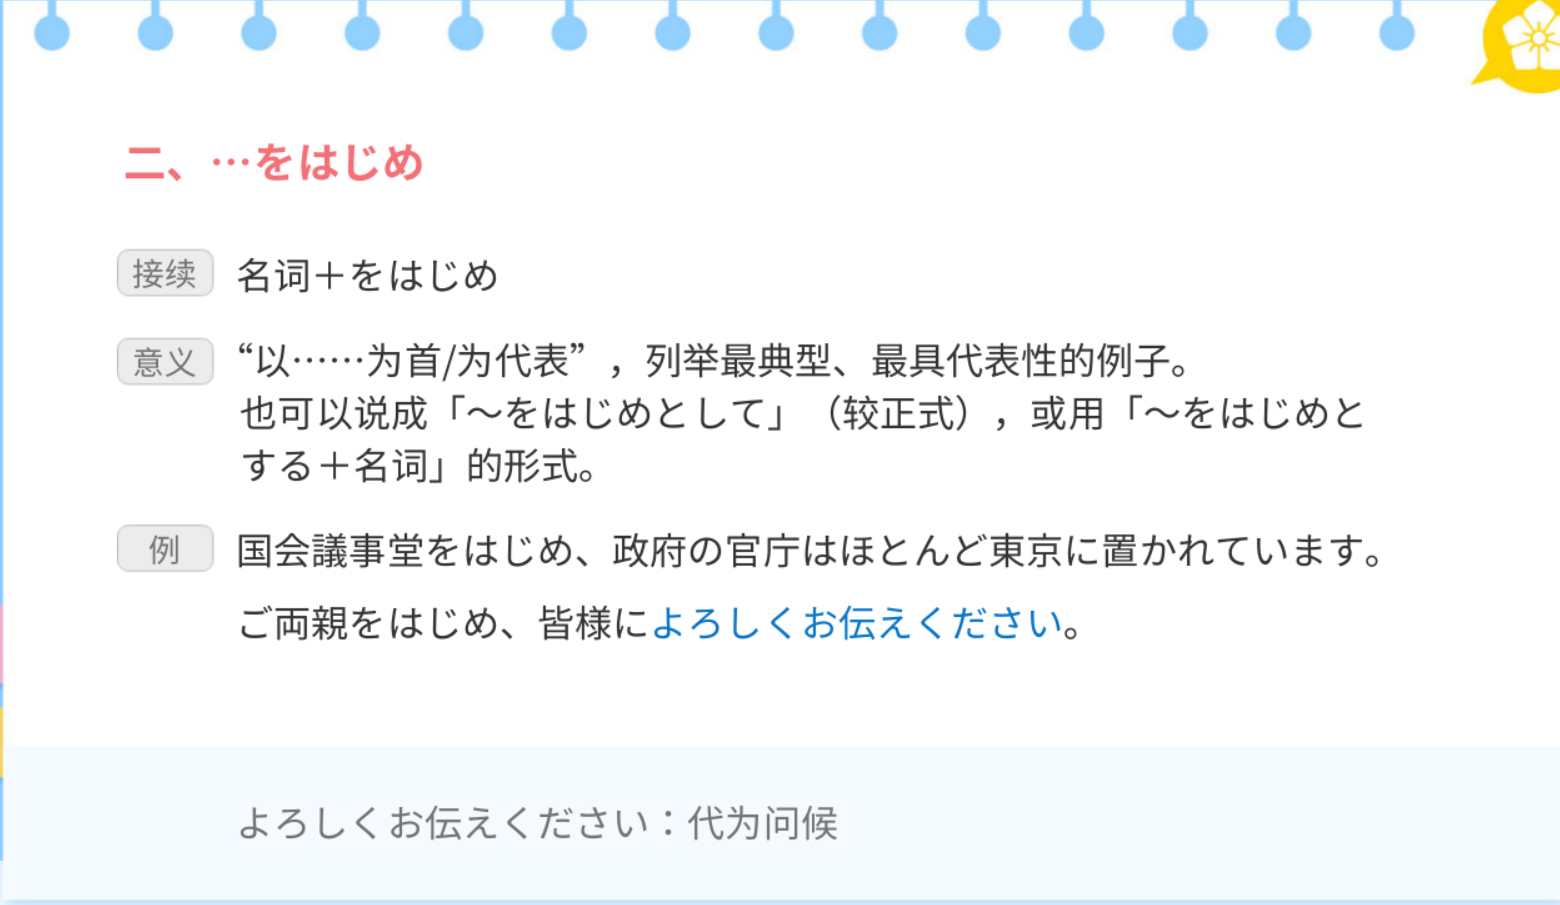 二、…をはじめ
接续 名词＋をはじめ
意义 “以……为首/为代表”，列举最典型、最具代表性的例子。
也可以说成「～をはじめとして」（较正式），或用「～をはじめと
する＋名词」的形式。
例 国会議事堂をはじめ、政府の官庁はほとんど東京に置かれています。
ご両親をはじめ、皆様によろしくお伝えください。
よろしくお伝えください：代为问候